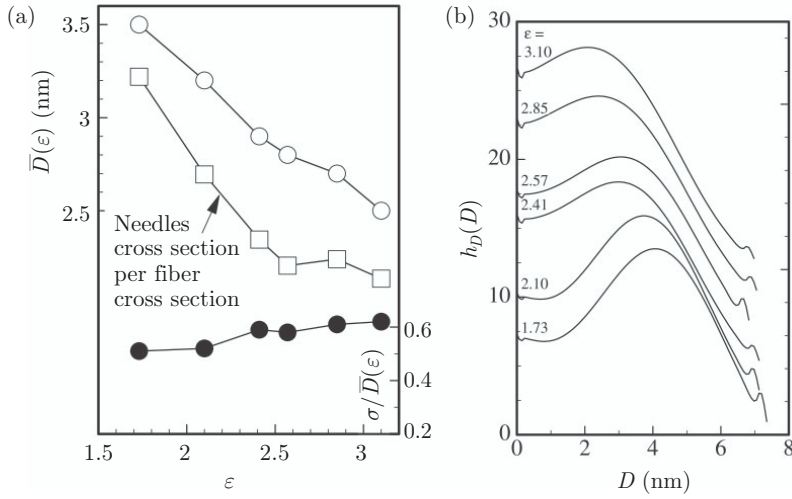 (a)
3.5
3
2.5
D̅(ε) (nm)
Needles
cross section
per fiber
cross section
0.6
0.4
0.2
σ/D̅(ε)
1.5
2
2.5
3
ε
(b)
30
20
10
0
h_D(D)
ε =
3.10
2.85
2.57
2.41
2.10
1.73
0
2
4
6
8
D (nm)